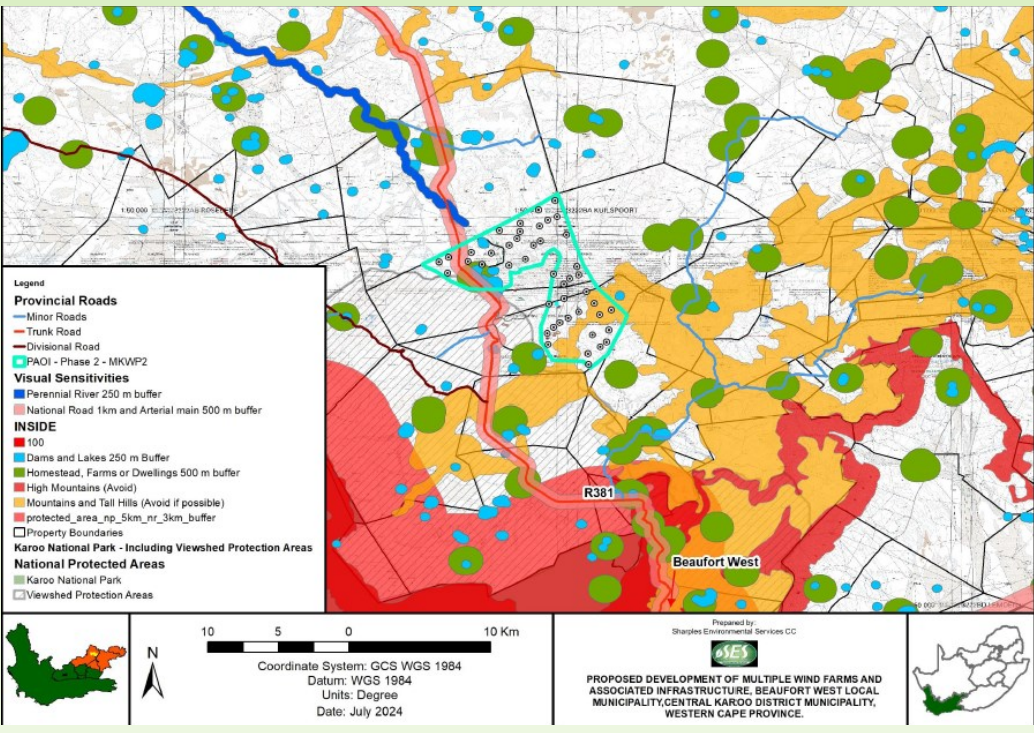 1:50 000
KUILSPOORT
Legend
Provincial Roads
Minor Roads
Trunk Road
Divisional Road
PAOI - Phase 2 - MKWP2
Visual Sensitivities
Perennial River 250 m buffer
National Road 1km and Arterial main 500 m buffer
INSIDE
100
Dams and Lakes 250 m Buffer
Homestead, Farms or Dwellings 500 m buffer
High Mountains (Avoid)
Mountains and Tall Hills (Avoid if possible)
protected_area_np_5km_nr_3km_buffer
Property Boundaries
Karoo National Park - Including Viewshed Protection Areas
National Protected Areas
Karoo National Park
Viewshed Protection Areas
R381
Beaufort West
N
10 5 0 10 Km
Coordinate System: GCS WGS 1984
Datum: WGS 1984
Units: Degree
Date: July 2024
Prepared by:
Sharples Environmental Services CC
SES
PROPOSED DEVELOPMENT OF MULTIPLE WIND FARMS AND
ASSOCIATED INFRASTRUCTURE, BEAUFORT WEST LOCAL
MUNICIPALITY,CENTRAL KAROO DISTRICT MUNICIPALITY,
WESTERN CAPE PROVINCE.